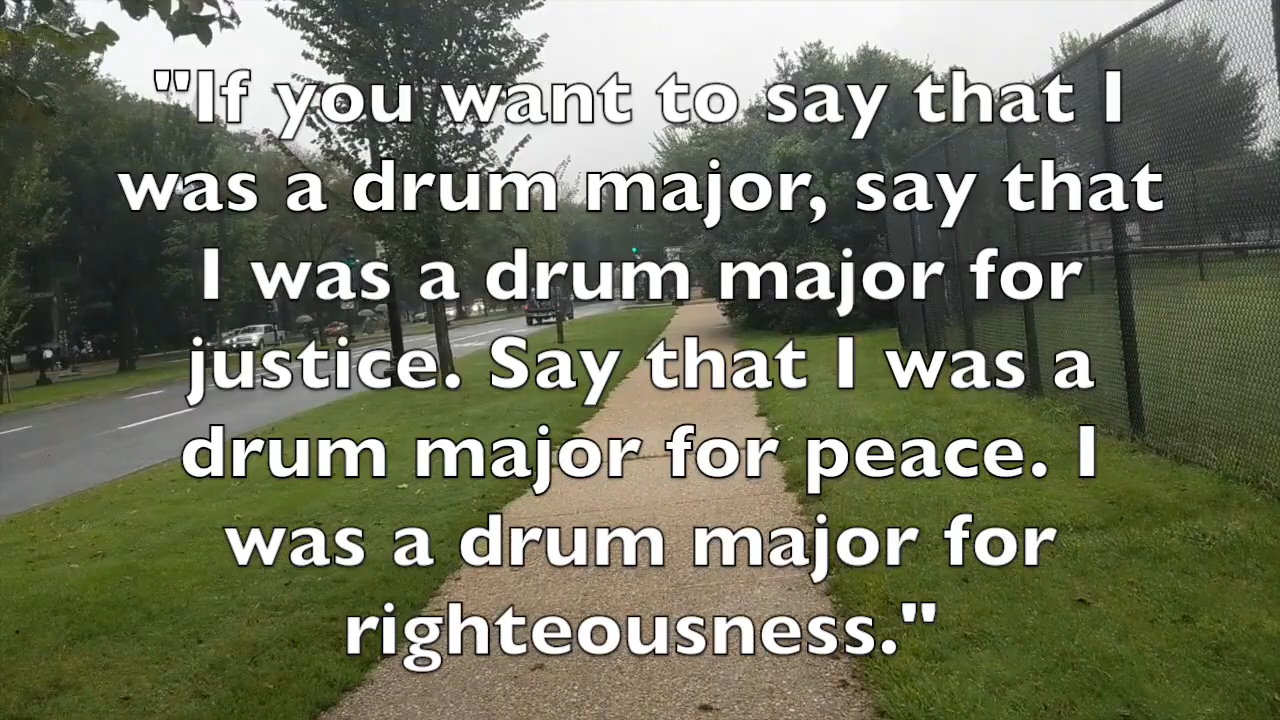 "If you want to say that I
was a drum major, say that
I was a drum major for
justice. Say that I was a
drum major for peace. I
was a drum major for
righteousness."